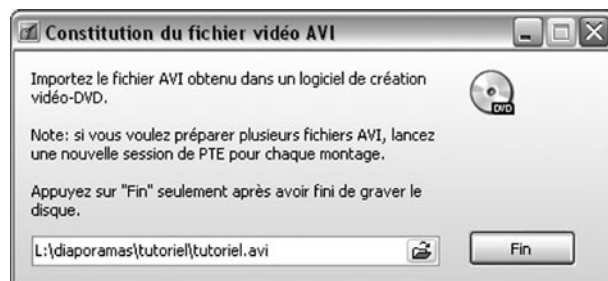 Constitution du fichier vidéo AVI
Importez le fichier AVI obtenu dans un logiciel de création
vidéo-DVD.
DVD
Note: si vous voulez préparer plusieurs fichiers AVI, lancez
une nouvelle session de PTE pour chaque montage.
Appuyez sur "Fin" seulement après avoir fini de graver le
disque.
L:\diaporamas\tutoriel\tutoriel.avi
Fin